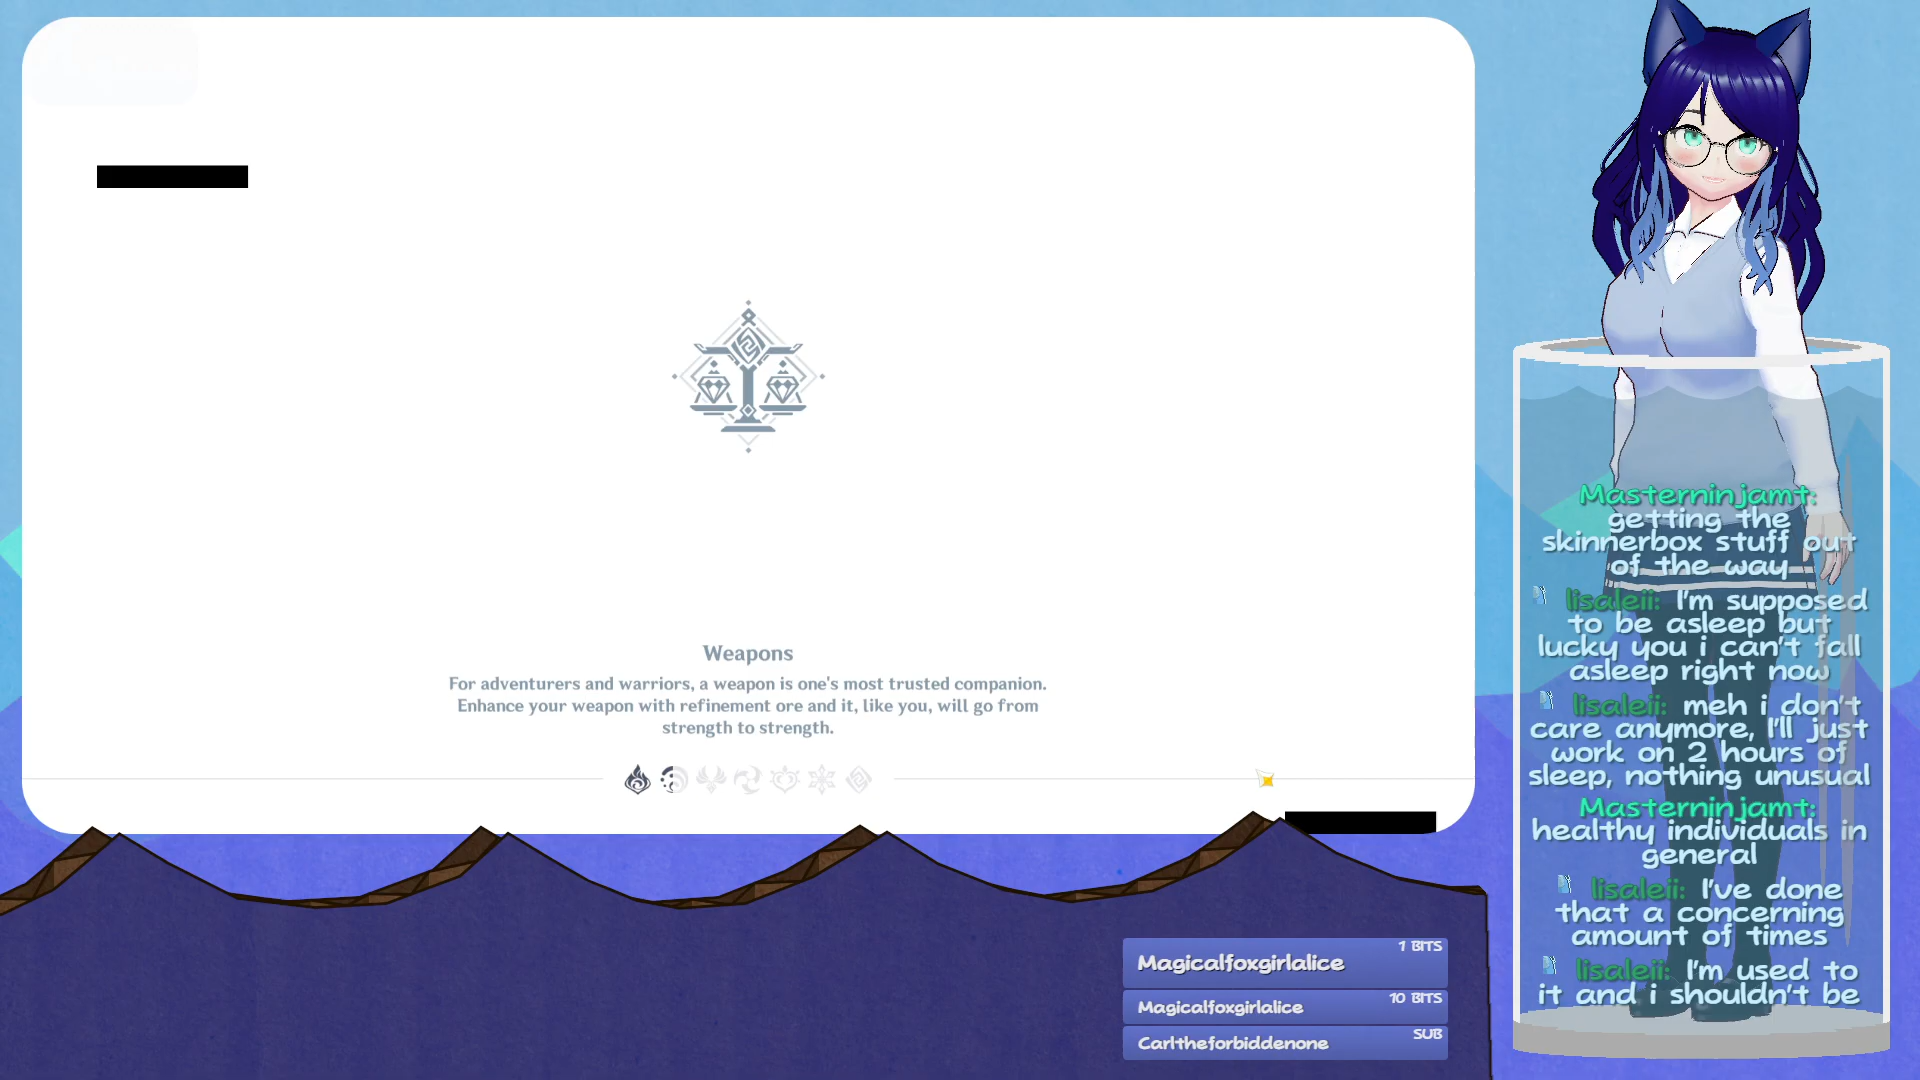 Weapons
For adventurers and warriors, a weapon is one's most trusted companion.
Enhance your weapon with refinement ore and it, like you, will go from
strength to strength.
1 BITS
Magicalfoxgirlalice
10 BITS
Magicalfoxgirlalice
SUB
Carltheforbiddenone
Masterninjamt:
getting the
skinnerbox stuff out
of the way
lisaleii: I'm supposed
to be asleep but
lucky you i can't fall
asleep right now
lisaleii: meh i don't
care anymore, I'll just
work on 2 hours of
sleep, nothing unusual
Masterninjamt:
healthy individuals in
general
lisaleii: I've done
that a concerning
amount of times
lisaleii: I'm used to
it and i shouldn't be